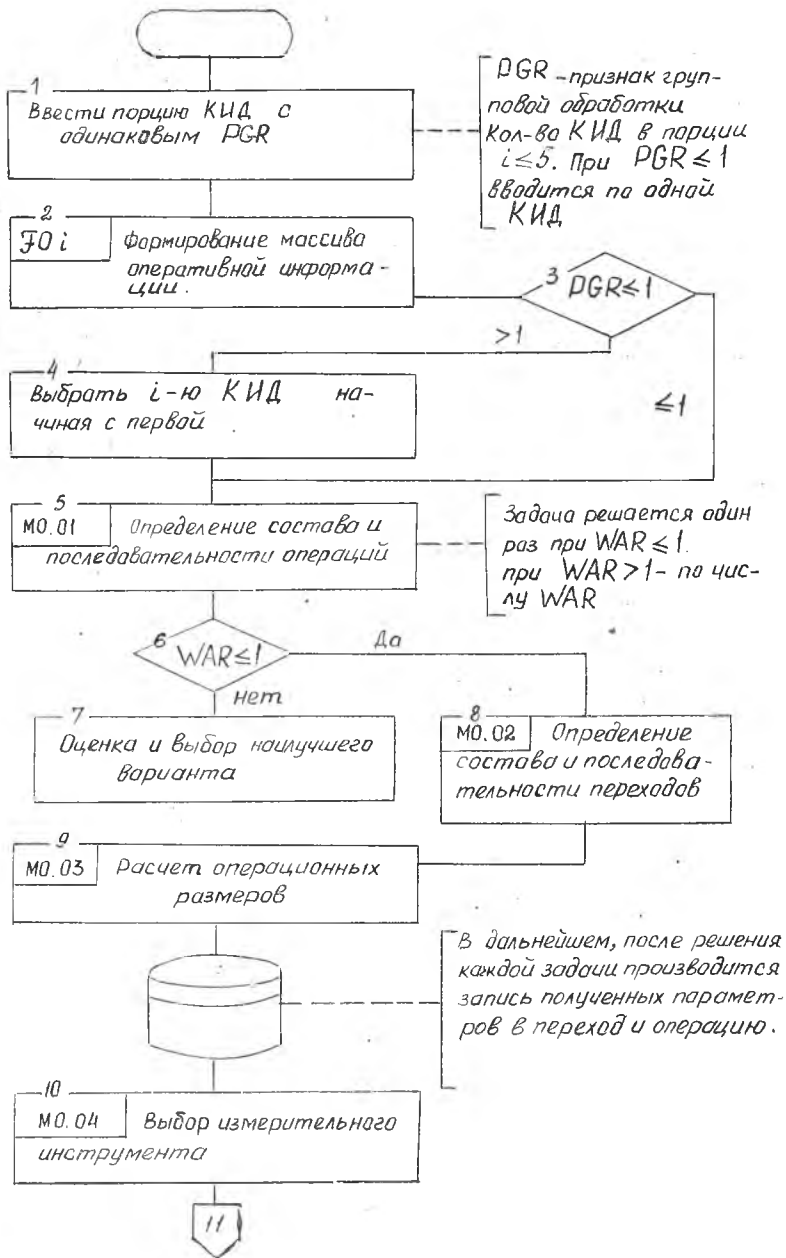 1
Ввести порцию КИД с
одинаковым PGR
PGR - признак груп-
повой обработки
Кол-во КИД в порции
i≤5. При PGR≤1
вводится по одной
КИД
2
FO i
Формирование массива
оперативной информа-
ции.
3 PGR≤1
>1
≤1
4
Выбрать i-ю КИД на-
чиная с первой
5
МО.01 Определение состава и
последовательности операций
Задача решается один
раз при WAR≤1.
при WAR>1- по чис-
лу WAR
6 WAR≤1
Да
нет
7
Оценка и выбор наилучшего
варианта
8
МО.02 Определение
состава и последова-
тельности переходов
9
МО.03 Расчет операционных
размеров
В дальнейшем, после решения
каждой задачи производится
запись полученных парамет-
ров в переход и операцию.
10
МО.04 Выбор измерительного
инструмента
11